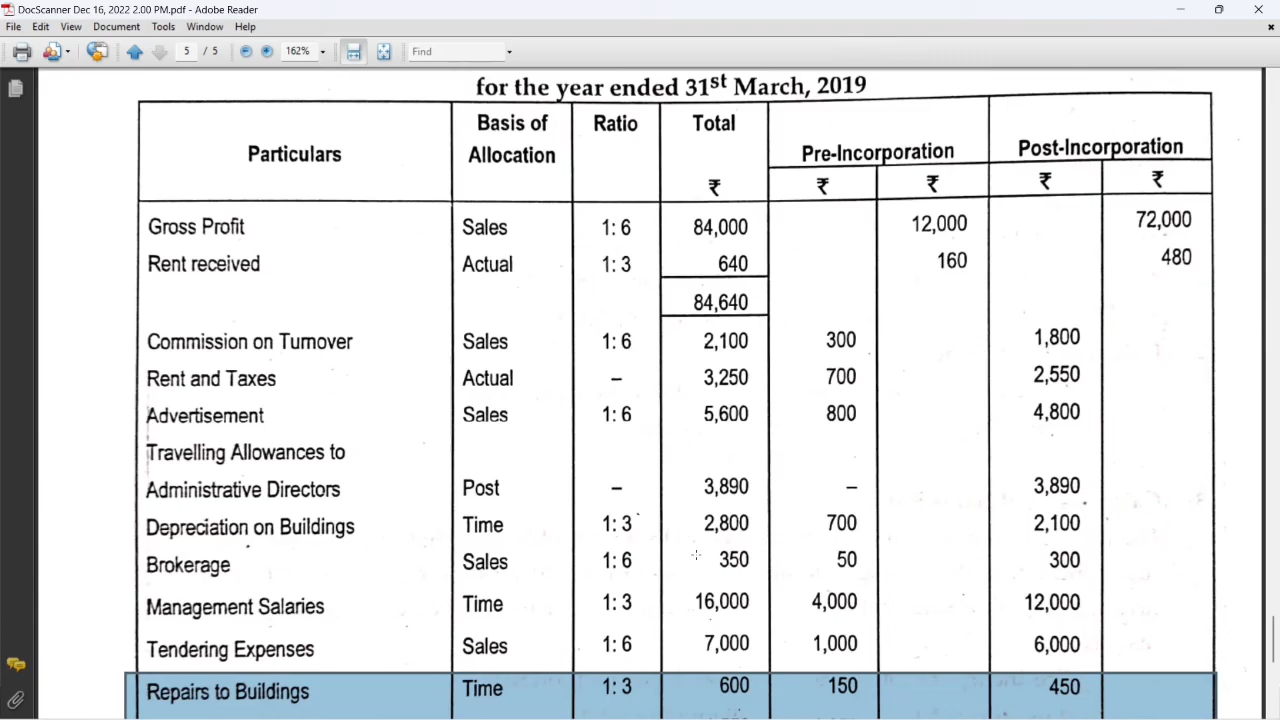 DocScanner Dec 16, 2022 2.00 PM.pdf - Adobe Reader
File Edit View Document Tools Window Help
5 / 5 162% Find
for the year ended 31st March, 2019
Particulars Basis of Allocation Ratio Total ₹ Pre-Incorporation ₹ ₹ Post-Incorporation ₹ ₹
Gross Profit Sales 1: 6 84,000 12,000 72,000
Rent received Actual 1: 3 640 160 480
84,640
Commission on Turnover Sales 1: 6 2,100 300 1,800
Rent and Taxes Actual – 3,250 700 2,550
Advertisement Sales 1: 6 5,600 800 4,800
Travelling Allowances to
Administrative Directors Post – 3,890 – 3,890
Depreciation on Buildings Time 1: 3 2,800 700 2,100
Brokerage Sales 1: 6 350 50 300
Management Salaries Time 1: 3 16,000 4,000 12,000
Tendering Expenses Sales 1: 6 7,000 1,000 6,000
Repairs to Buildings Time 1: 3 600 150 450